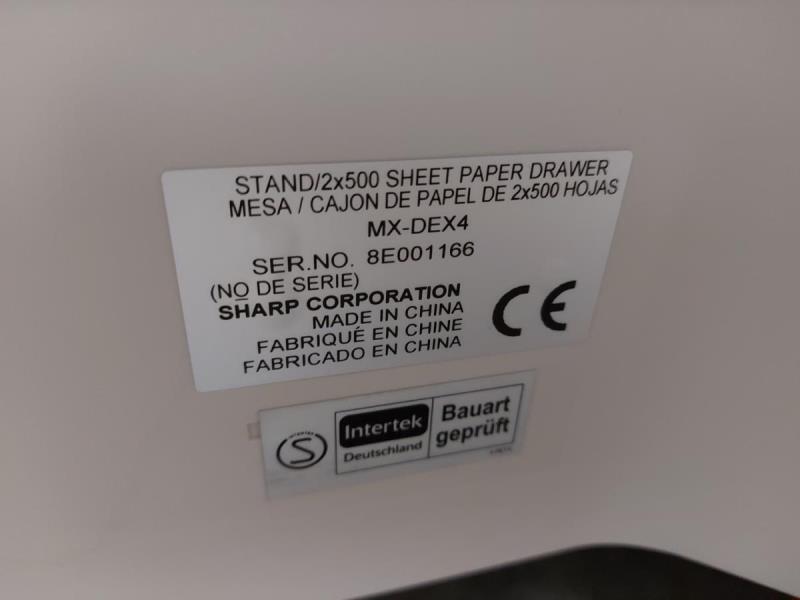 STAND/2x500 SHEET PAPER DRAWER
MESA / CAJON DE PAPEL DE 2x500 HOJAS
MX-DEX4
SER.NO. 8E001166
(NO DE SERIE)
SHARP CORPORATION
MADE IN CHINA
FABRIQUÉ EN CHINE
FABRICADO EN CHINA
CE
S
Intertek
Deutschland
Bauart
geprüft